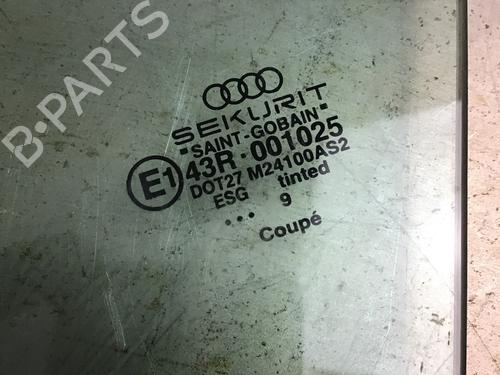 B-PARTS
SEKURIT
SAINT-GOBAIN
E1 43R-001025
DOT27 M24100AS2
ESG tinted
... 9
Coupé